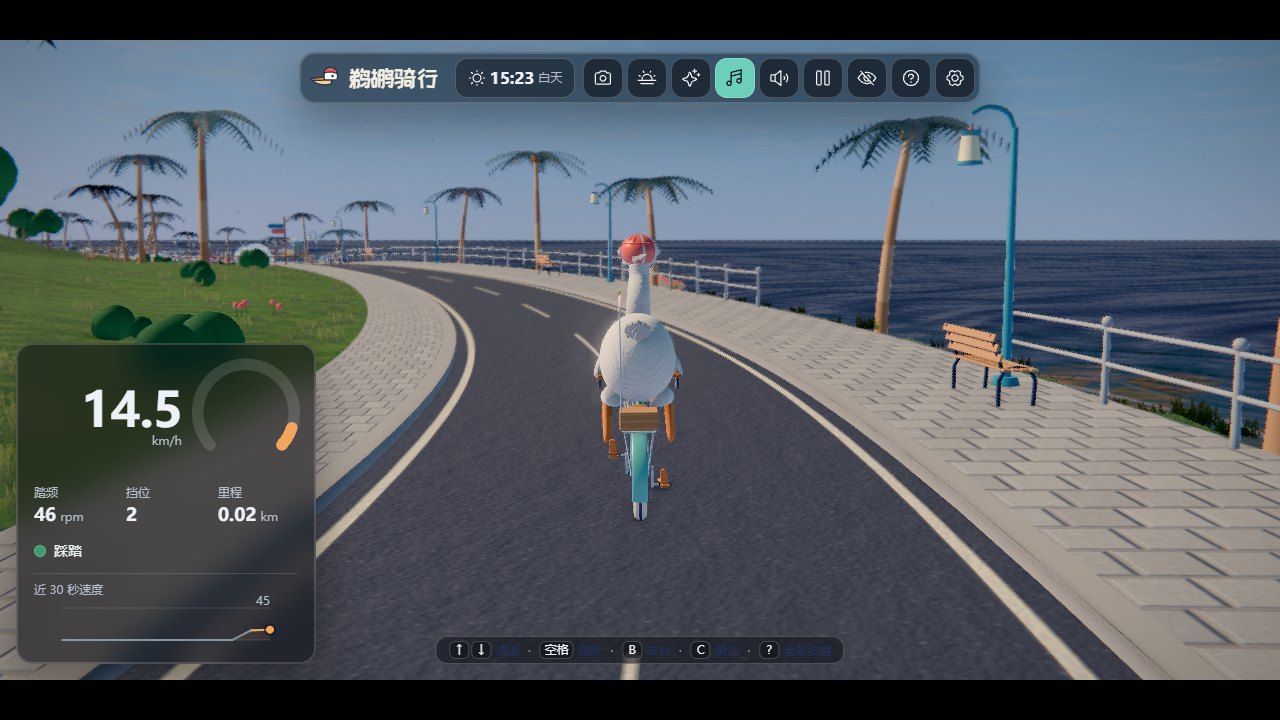 鹈鹕骑行
15:23 白天
14.5
km/h
踏频 挡位 里程
46 rpm 2 0.02 km
踩踏
近 30 秒速度
45
↑ ↓ · 空格 · B · C · ?